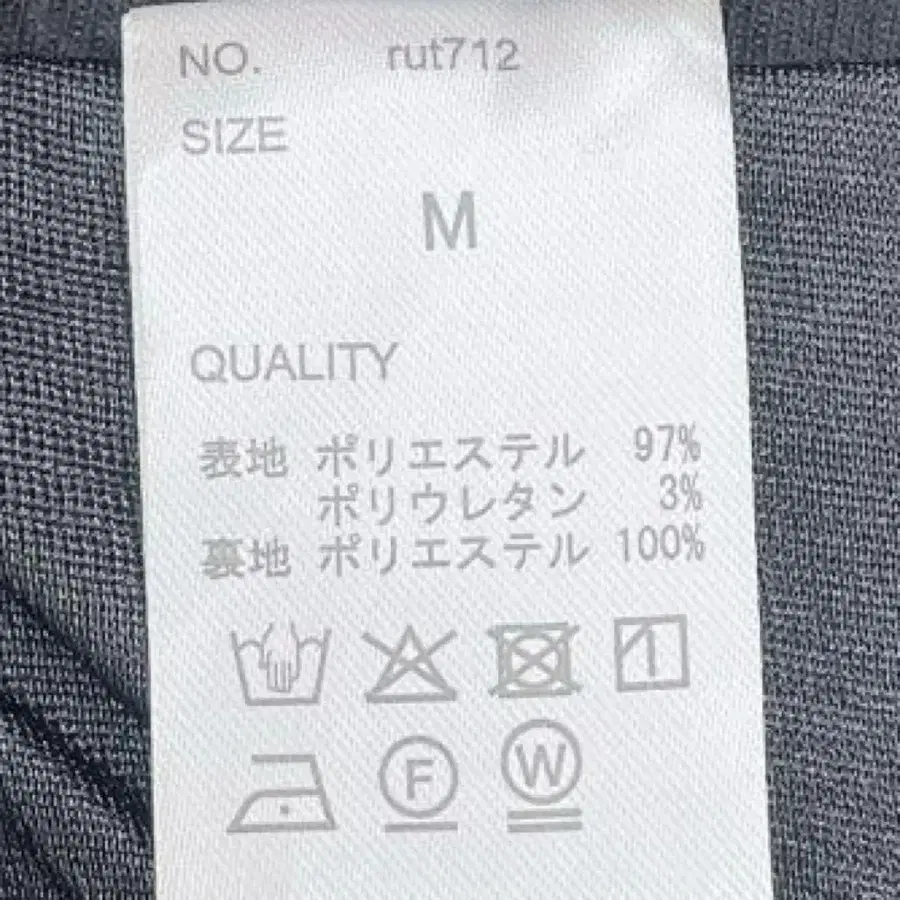 NO. rut712
SIZE
M
QUALITY
表地 ポリエステル 97%
ポリウレタン 3%
裏地 ポリエステル 100%
F W